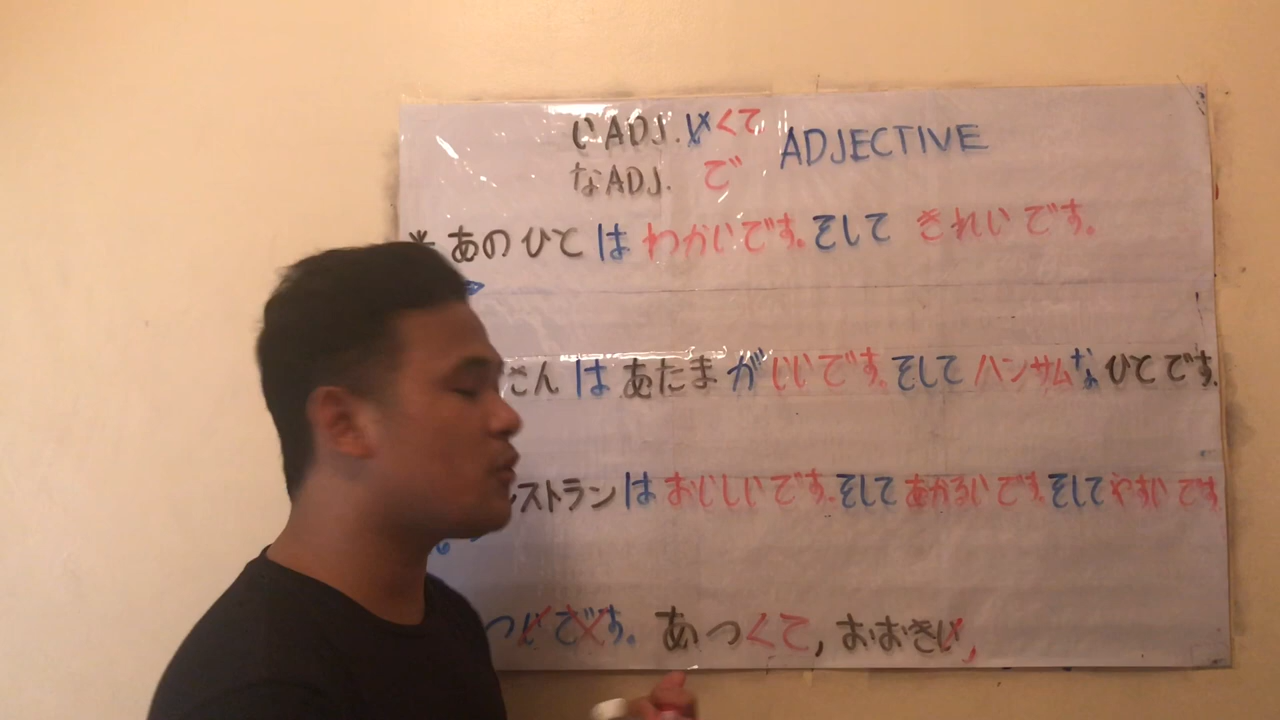 いADJ. いくて ADJECTIVE
なADJ. で
* あのひとは わかいです。そして きれいです。
さんはあたまがいいです。そしてハンサムなひとです.
ストランは おいしいです。そして あかるいです。そして やすいです
ついです。 あつくて, おおきい,